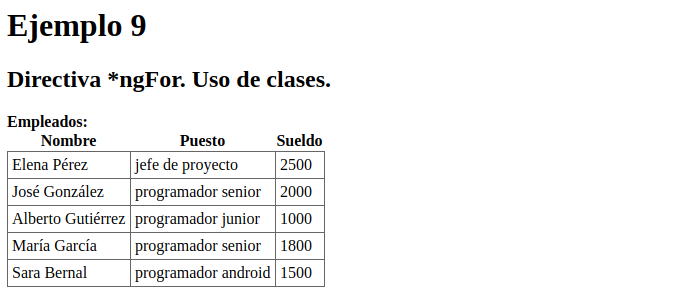 Ejemplo 9
Directiva *ngFor. Uso de clases.
Empleados:
Nombre Puesto Sueldo
Elena Pérez jefe de proyecto 2500
José González programador senior 2000
Alberto Gutiérrez programador junior 1000
María García programador senior 1800
Sara Bernal programador android 1500